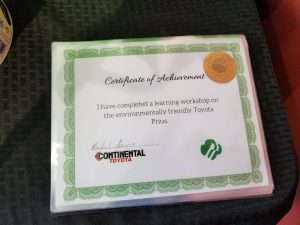 Certificate of Achievement
I have completed a learning workshop on
the environmentally friendly Toyota
Prius.
CONTINENTAL
TOYOTA